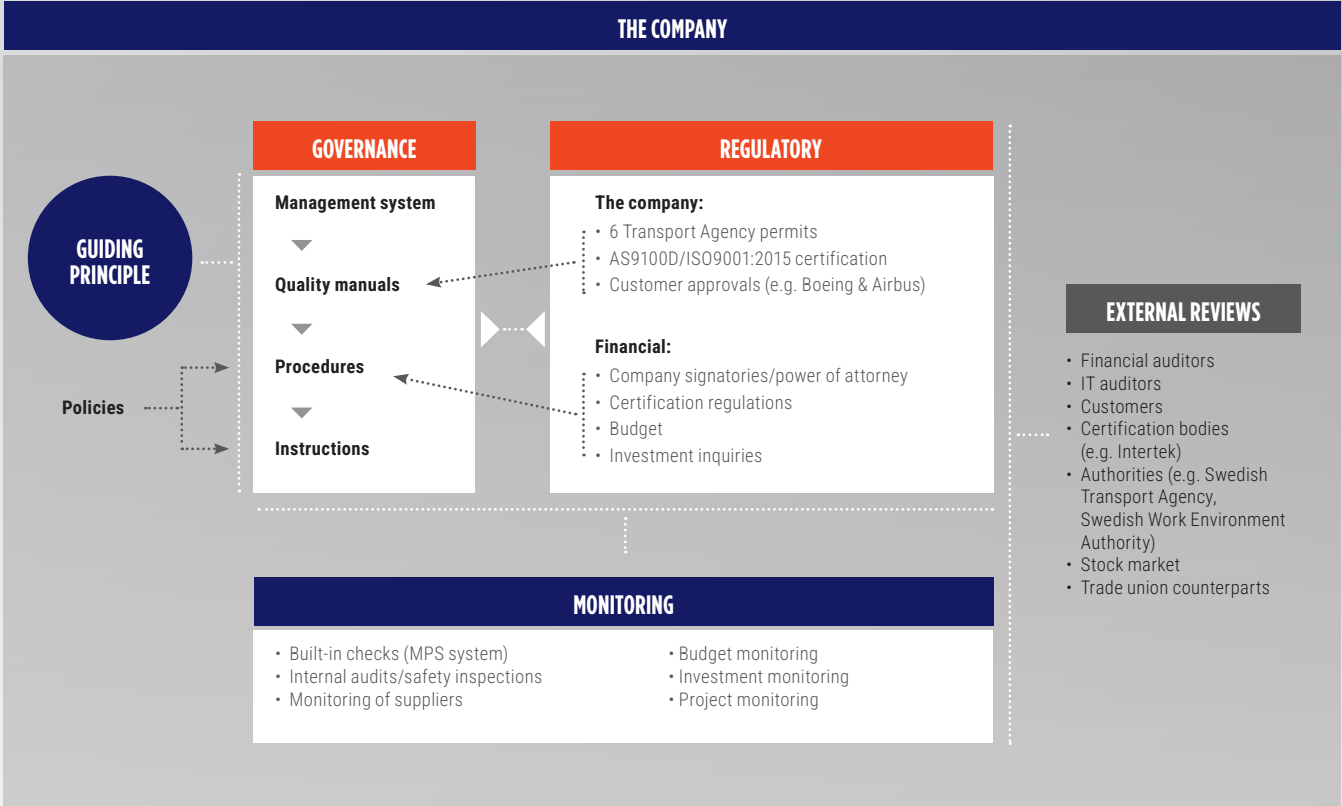 THE COMPANY
GUIDING
PRINCIPLE
Policies
GOVERNANCE
Management system
Quality manuals
Procedures
Instructions
REGULATORY
The company:
• 6 Transport Agency permits
• AS9100D/ISO9001:2015 certification
• Customer approvals (e.g. Boeing & Airbus)
Financial:
• Company signatories/power of attorney
• Certification regulations
• Budget
• Investment inquiries
EXTERNAL REVIEWS
• Financial auditors
• IT auditors
• Customers
• Certification bodies
(e.g. Intertek)
• Authorities (e.g. Swedish
Transport Agency,
Swedish Work Environment
Authority)
• Stock market
• Trade union counterparts
MONITORING
• Built-in checks (MPS system)
• Internal audits/safety inspections
• Monitoring of suppliers
• Budget monitoring
• Investment monitoring
• Project monitoring